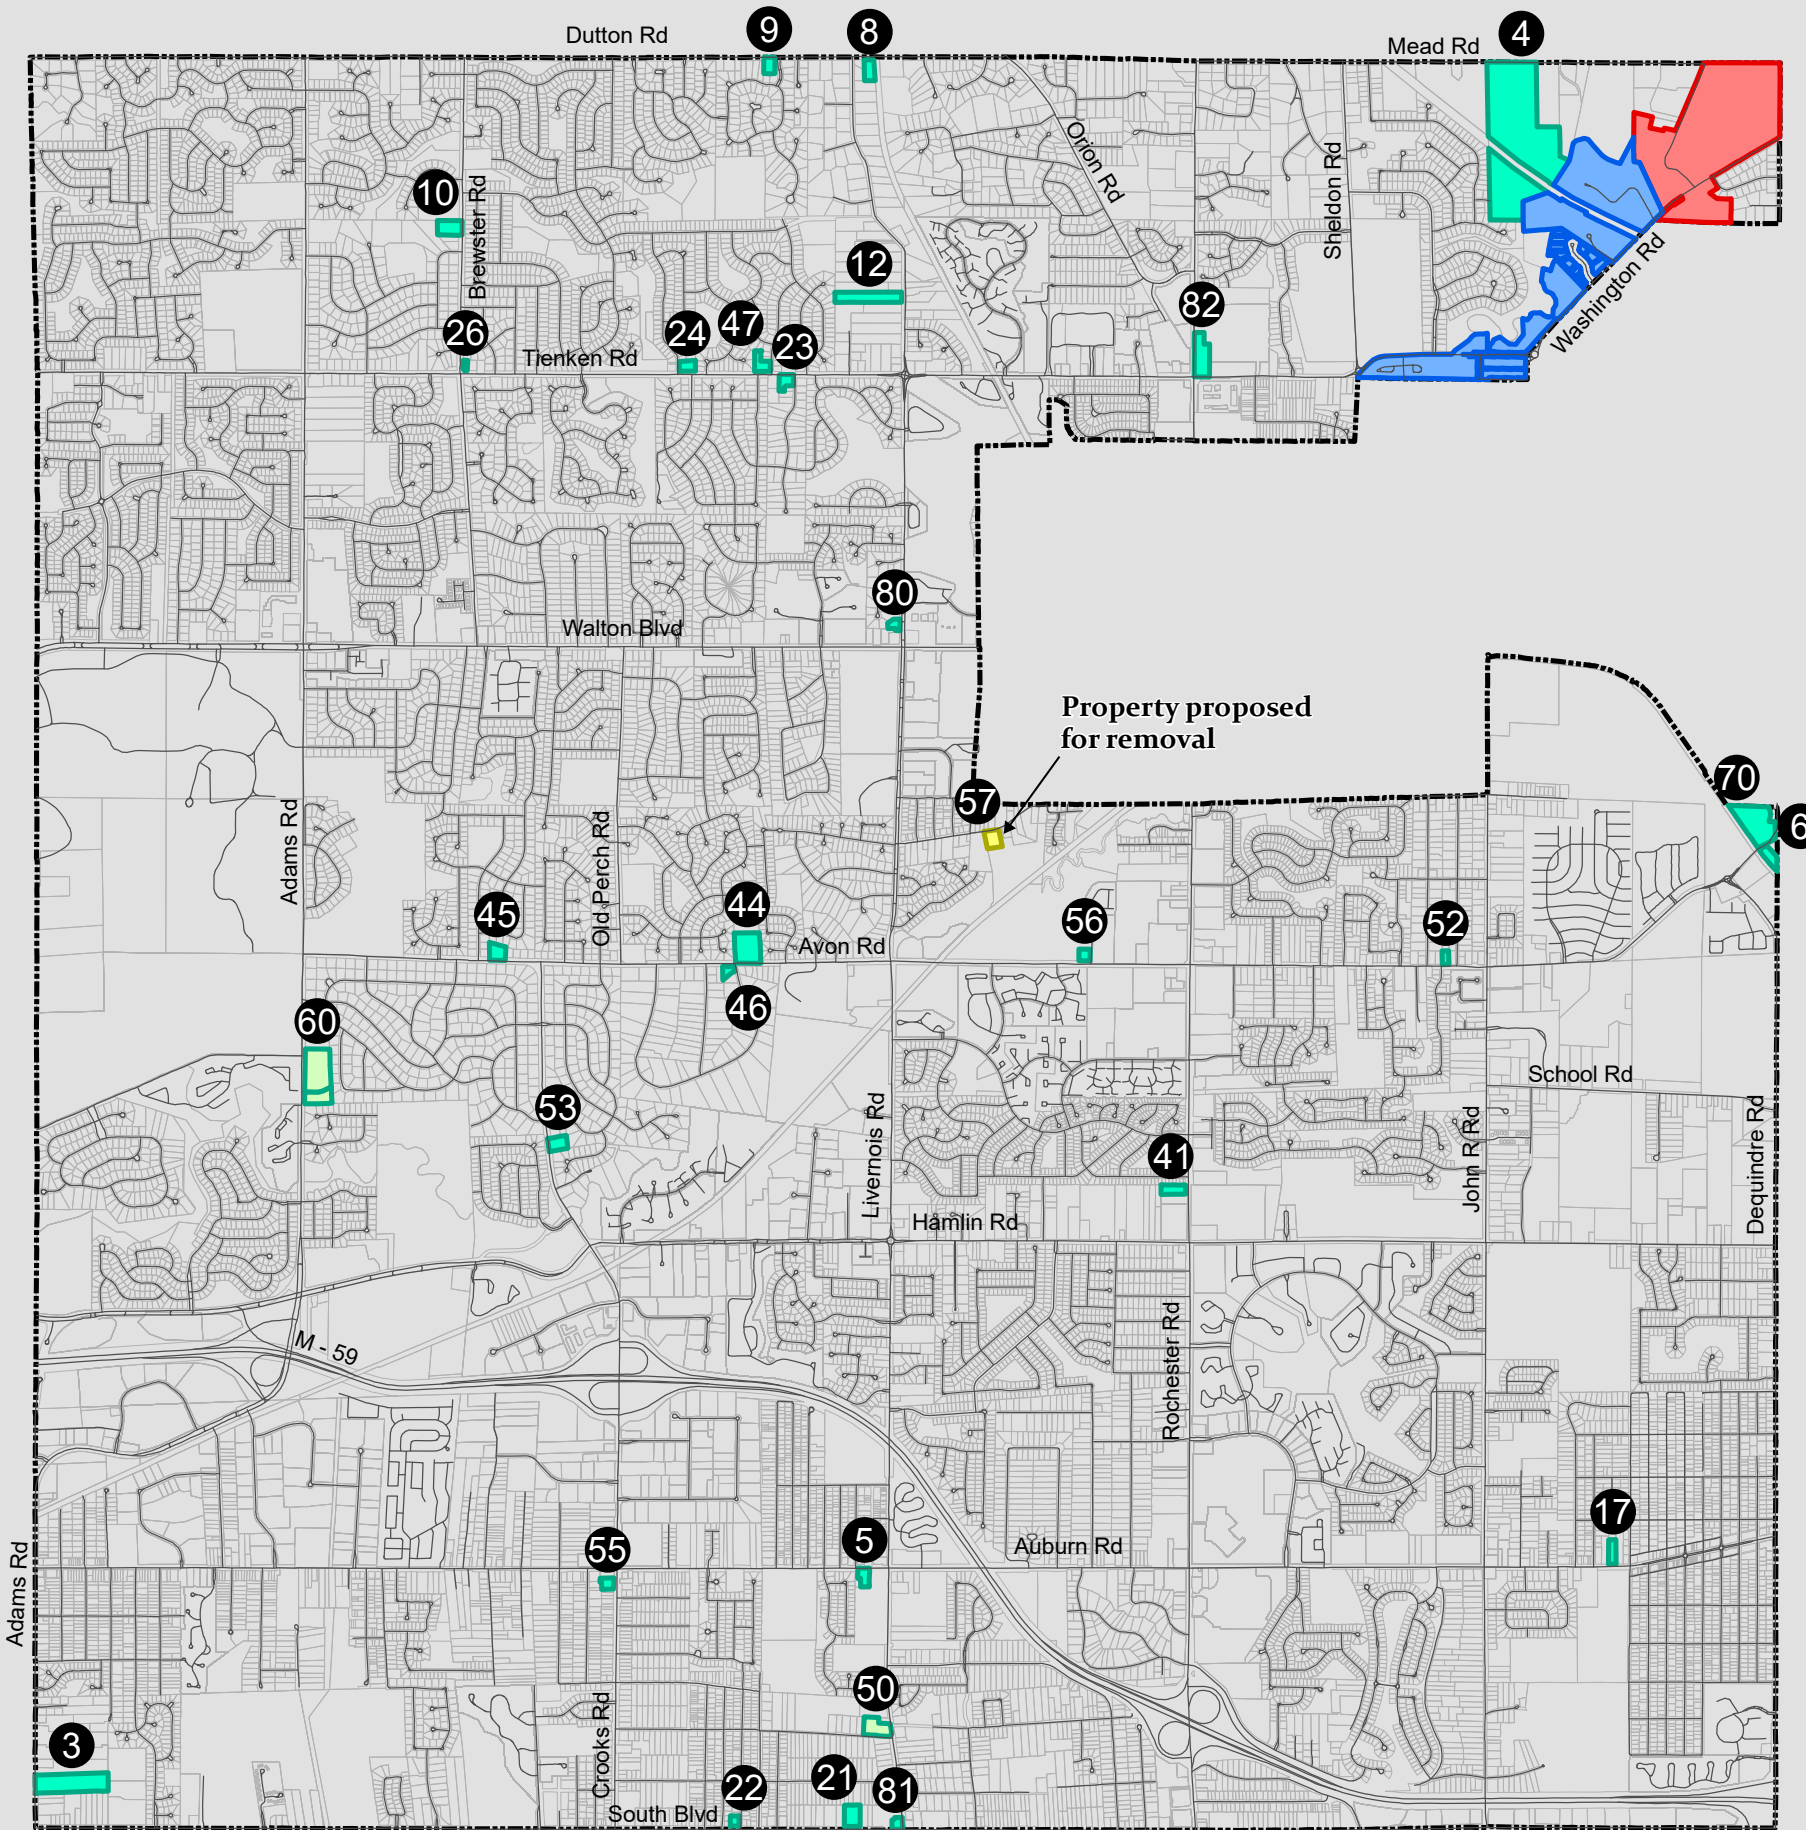 Dutton Rd
9
8
Mead Rd
4
Orion Rd
Sheldon Rd
10
Brewster Rd
12
Washington Rd
82
26
24
47
23
Tienken Rd
80
Walton Blvd
Property proposed
for removal
57
70
6
Adams Rd
Old Perch Rd
45
44
Avon Rd
56
52
46
60
School Rd
53
Livernois Rd
41
John R Rd
Dequindre Rd
Hamlin Rd
M - 59
Rochester Rd
17
55
5
Auburn Rd
Adams Rd
50
3
Crooks Rd
22
21
81
South Blvd